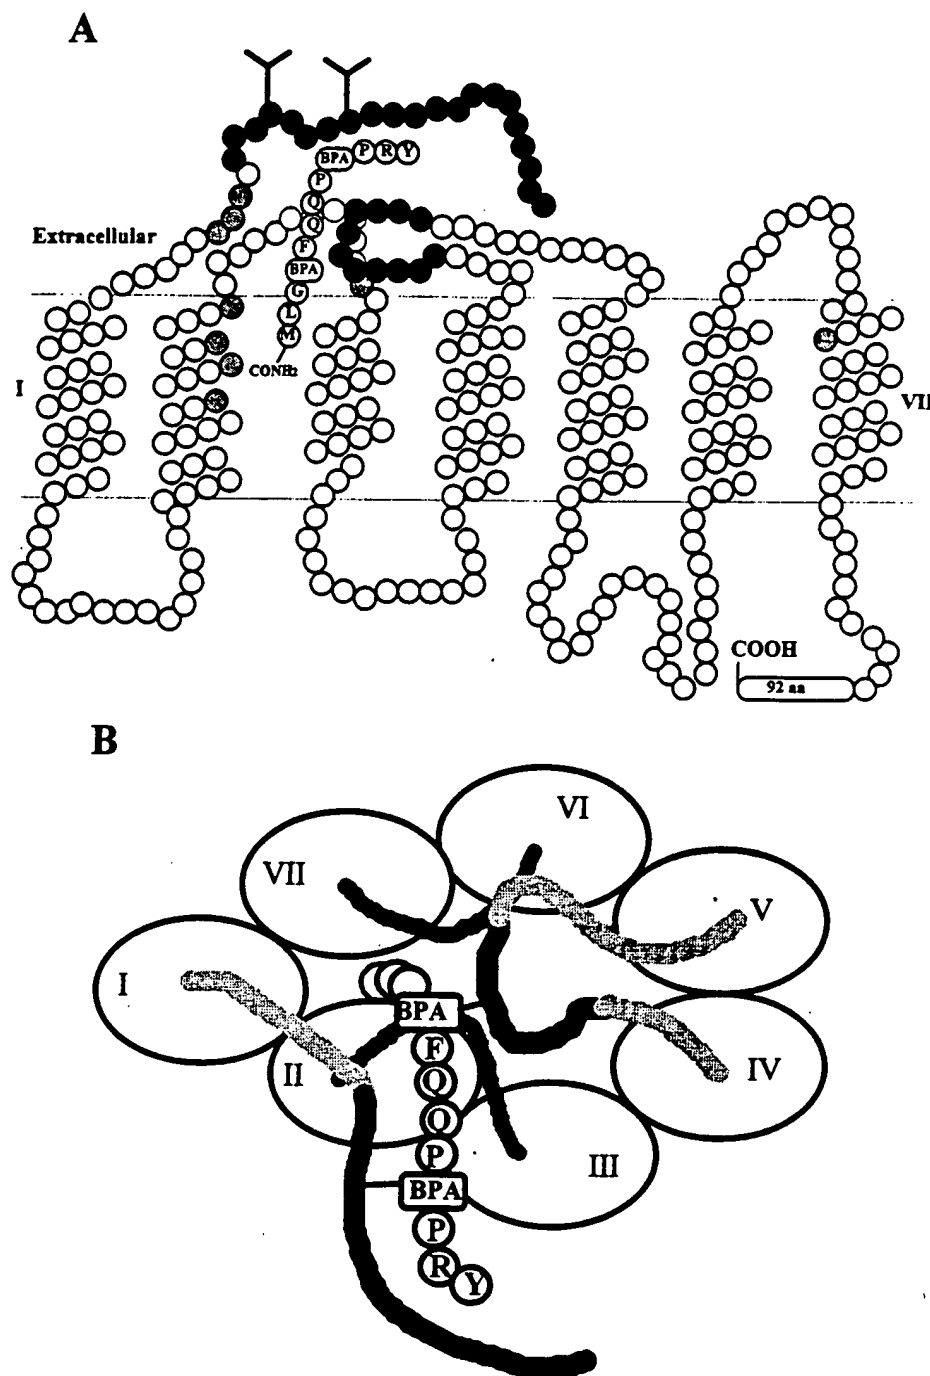 A
BPA P R Y
P
Q
Q
Extracellular
F
BPA
G
L
M
CONH₂
I
VII
COOH
92 aa
B
VI
VII
V
I
BPA
F
II
IV
Q
Q
P
III
BPA
P
R
Y